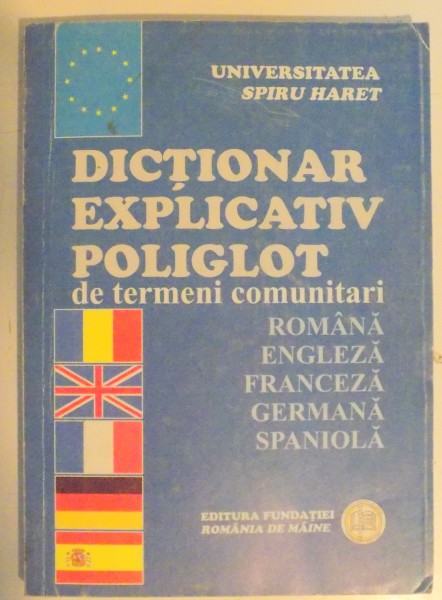 UNIVERSITATEA
SPIRU HARET
DICȚIONAR
EXPLICATIV
POLIGLOT
de termeni comunitari
ROMÂNĂ
ENGLEZĂ
FRANCEZĂ
GERMANĂ
SPANIOLĂ
EDITURA FUNDAȚIEI
ROMÂNIA DE MÂINE